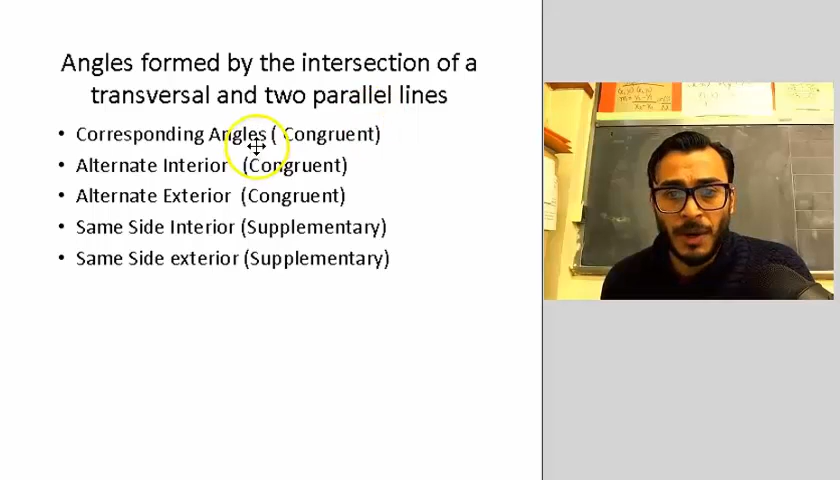 Angles formed by the intersection of a
transversal and two parallel lines
• Corresponding Angles ( Congruent)
• Alternate Interior (Congruent)
• Alternate Exterior (Congruent)
• Same Side Interior (Supplementary)
• Same Side exterior (Supplementary)